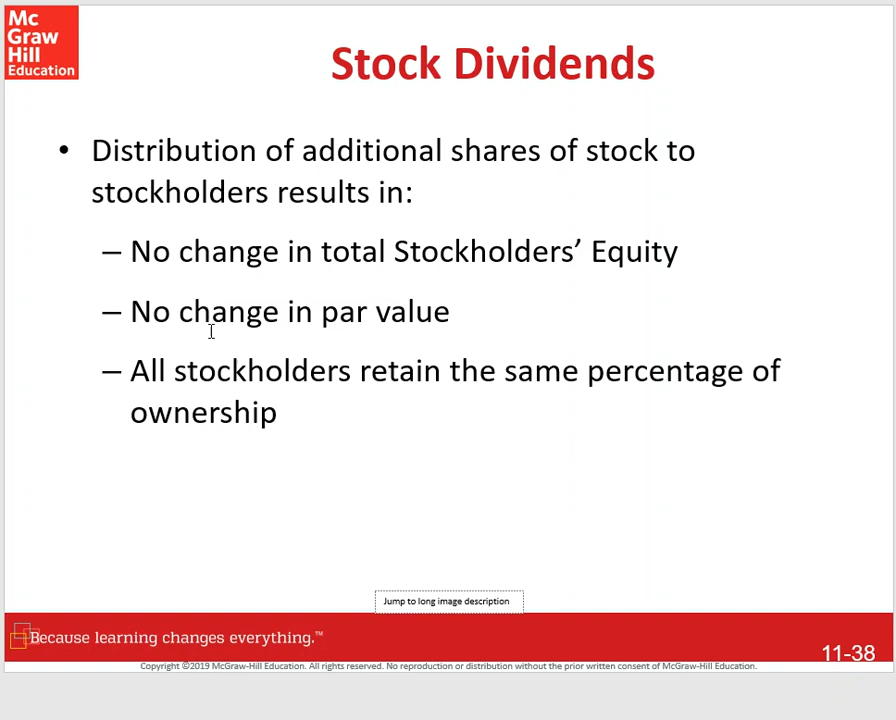 Mc
Graw
Hill
Education
Stock Dividends
• Distribution of additional shares of stock to
stockholders results in:
– No change in total Stockholders’ Equity
– No change in par value
– All stockholders retain the same percentage of
ownership
Jump to long image description
Because learning changes everything.™
11-38
Copyright ©2019 McGraw-Hill Education. All rights reserved. No reproduction or distribution without the prior written consent of McGraw-Hill Education.